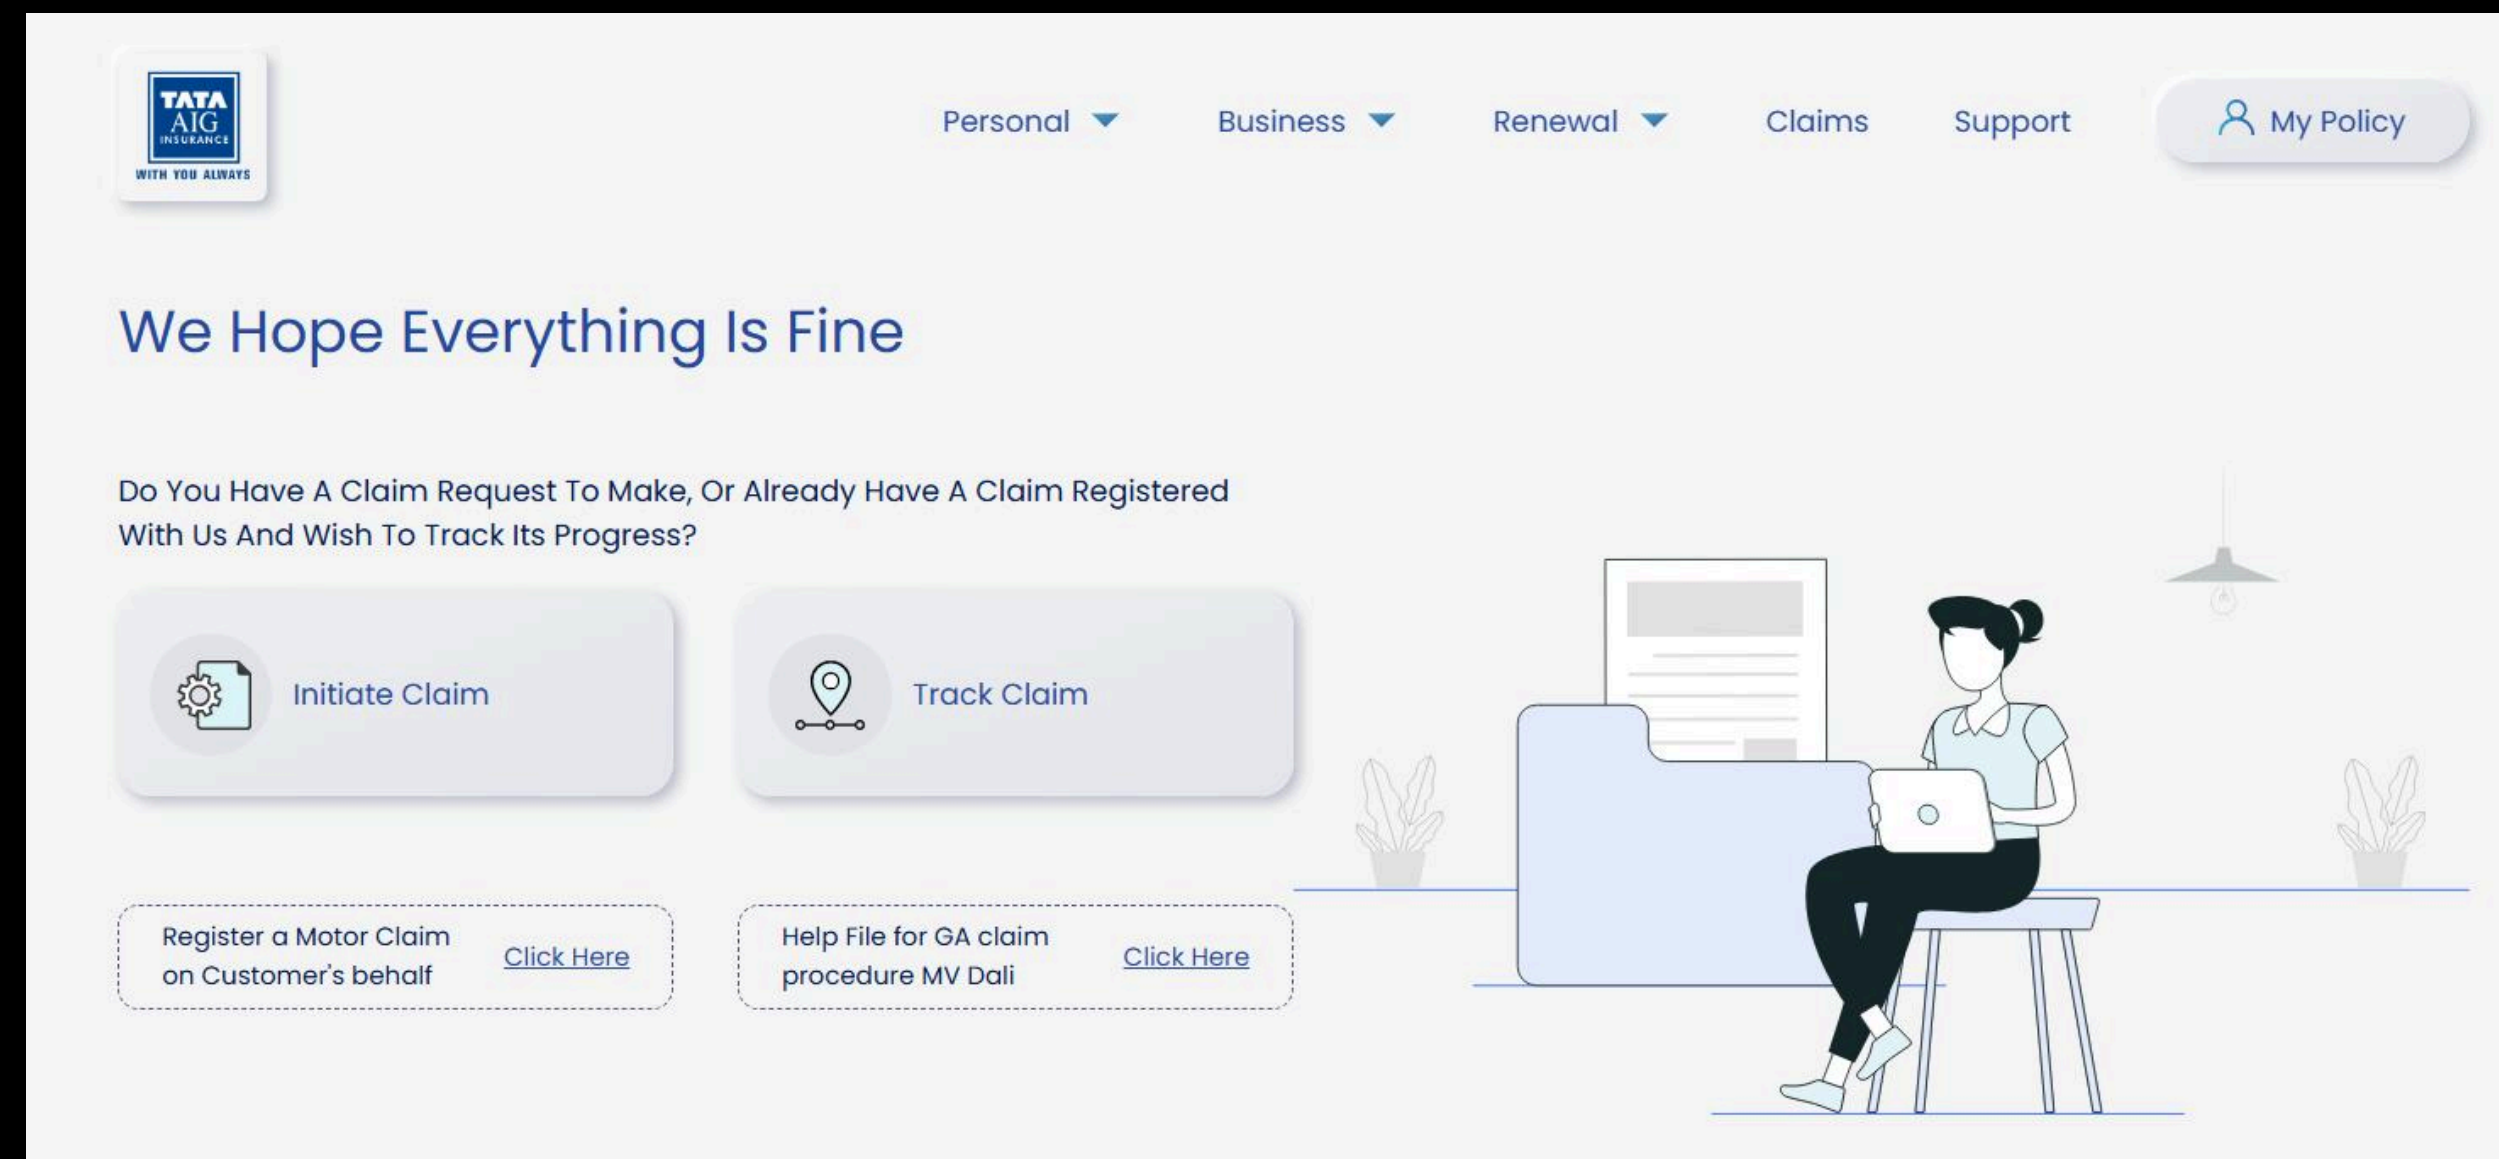 TATA
AIG
INSURANCE
WITH YOU ALWAYS
Personal
Business
Renewal
Claims
Support
My Policy
We Hope Everything Is Fine
Do You Have A Claim Request To Make, Or Already Have A Claim Registered
With Us And Wish To Track Its Progress?
Initiate Claim
Track Claim
Register a Motor Claim
on Customer's behalf
Click Here
Help File for GA claim
procedure MV Dali
Click Here